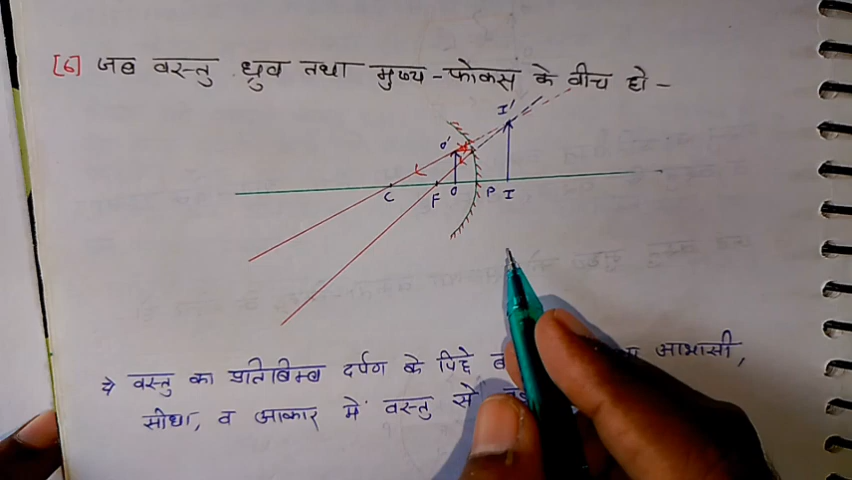 [6] जब वस्तु ध्रुव तथा मुख्य-फोकस के बीच हो -
I'
O'
C F O P I
ये वस्तु का प्रतिबिम्ब दर्पण के पिछे आभासी,
सीधा, व आकार में वस्तु से